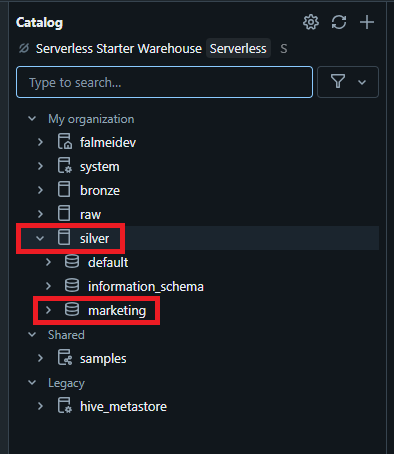 Catalog
Serverless Starter Warehouse Serverless S
Type to search...
My organization
falmeidev
system
bronze
raw
silver
default
information_schema
marketing
Shared
samples
Legacy
hive_metastore